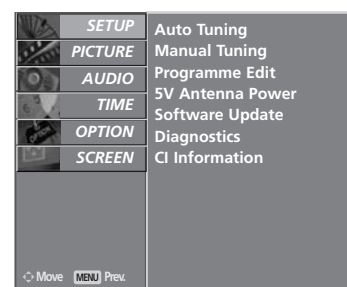 SETUP
PICTURE
AUDIO
TIME
OPTION
SCREEN
Auto Tuning
Manual Tuning
Programme Edit
5V Antenna Power
Software Update
Diagnostics
CI Information
Move MENU Prev.